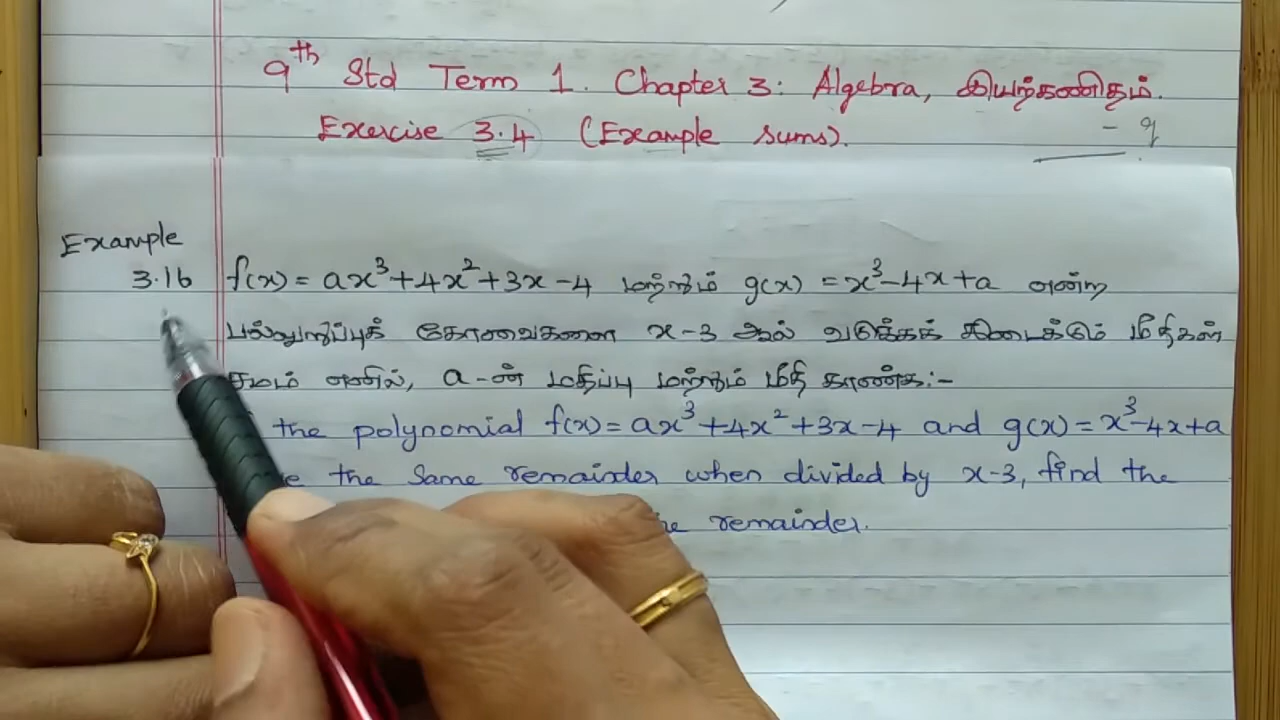 9th Std Term 1. Chapter 3: Algebra, இயற்கணிதம்.
Exercise 3.4 (Example sums). - 9
Example
3.16 f(x) = ax³+4x²+3x-4 மற்றும் g(x) = x³-4x+a என்ற
பல்லுறுப்புக் கோவைகளை x-3 ஆல் வகுக்கக் கிடைக்கும் மீதிகள்
சமம் எனில், a-ன் மதிப்பு மற்றும் மீதி காண்க:-
the polynomial f(x) = ax³+4x²+3x-4 and g(x) = x³-4x+a
the same remainder when divided by x-3, find the
remainder.